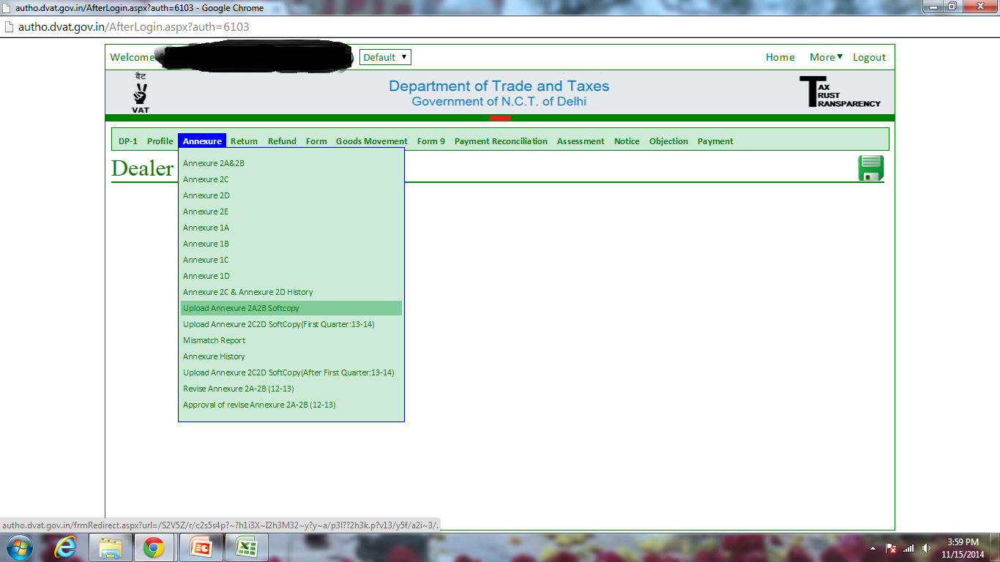 autho.dvat.gov.in/AfterLogin.aspx?auth=6103 - Google Chrome
autho.dvat.gov.in/AfterLogin.aspx?auth=6103
Welcome Default Home More Logout
वैट
VAT
Department of Trade and Taxes
Government of N.C.T. of Delhi
TAX
TRUST
TRANSPARENCY
DP-1 Profile Annexure Return Refund Form Goods Movement Form 9 Payment Reconciliation Assessment Notice Objection Payment
Dealer
Annexure 2A&2B
Annexure 2C
Annexure 2D
Annexure 2E
Annexure 1A
Annexure 1B
Annexure 1C
Annexure 1D
Annexure 2C & Annexure 2D History
Upload Annexure 2A2B Softcopy
Upload Annexure 2C2D SoftCopy(First Quarter:13-14)
Mismatch Report
Annexure History
Upload Annexure 2C2D SoftCopy(After First Quarter:13-14)
Revise Annexure 2A-2B (12-13)
Approval of revise Annexure 2A-2B (12-13)
autho.dvat.gov.in/frmRedirect.aspx?url=/S2V5Z/r/c2s5s4p?~?h1i3X~I2h3M32~y?y~a/p3I??2h3k.p?v13/y5f/a2i~3/.
3:59 PM
11/15/2014